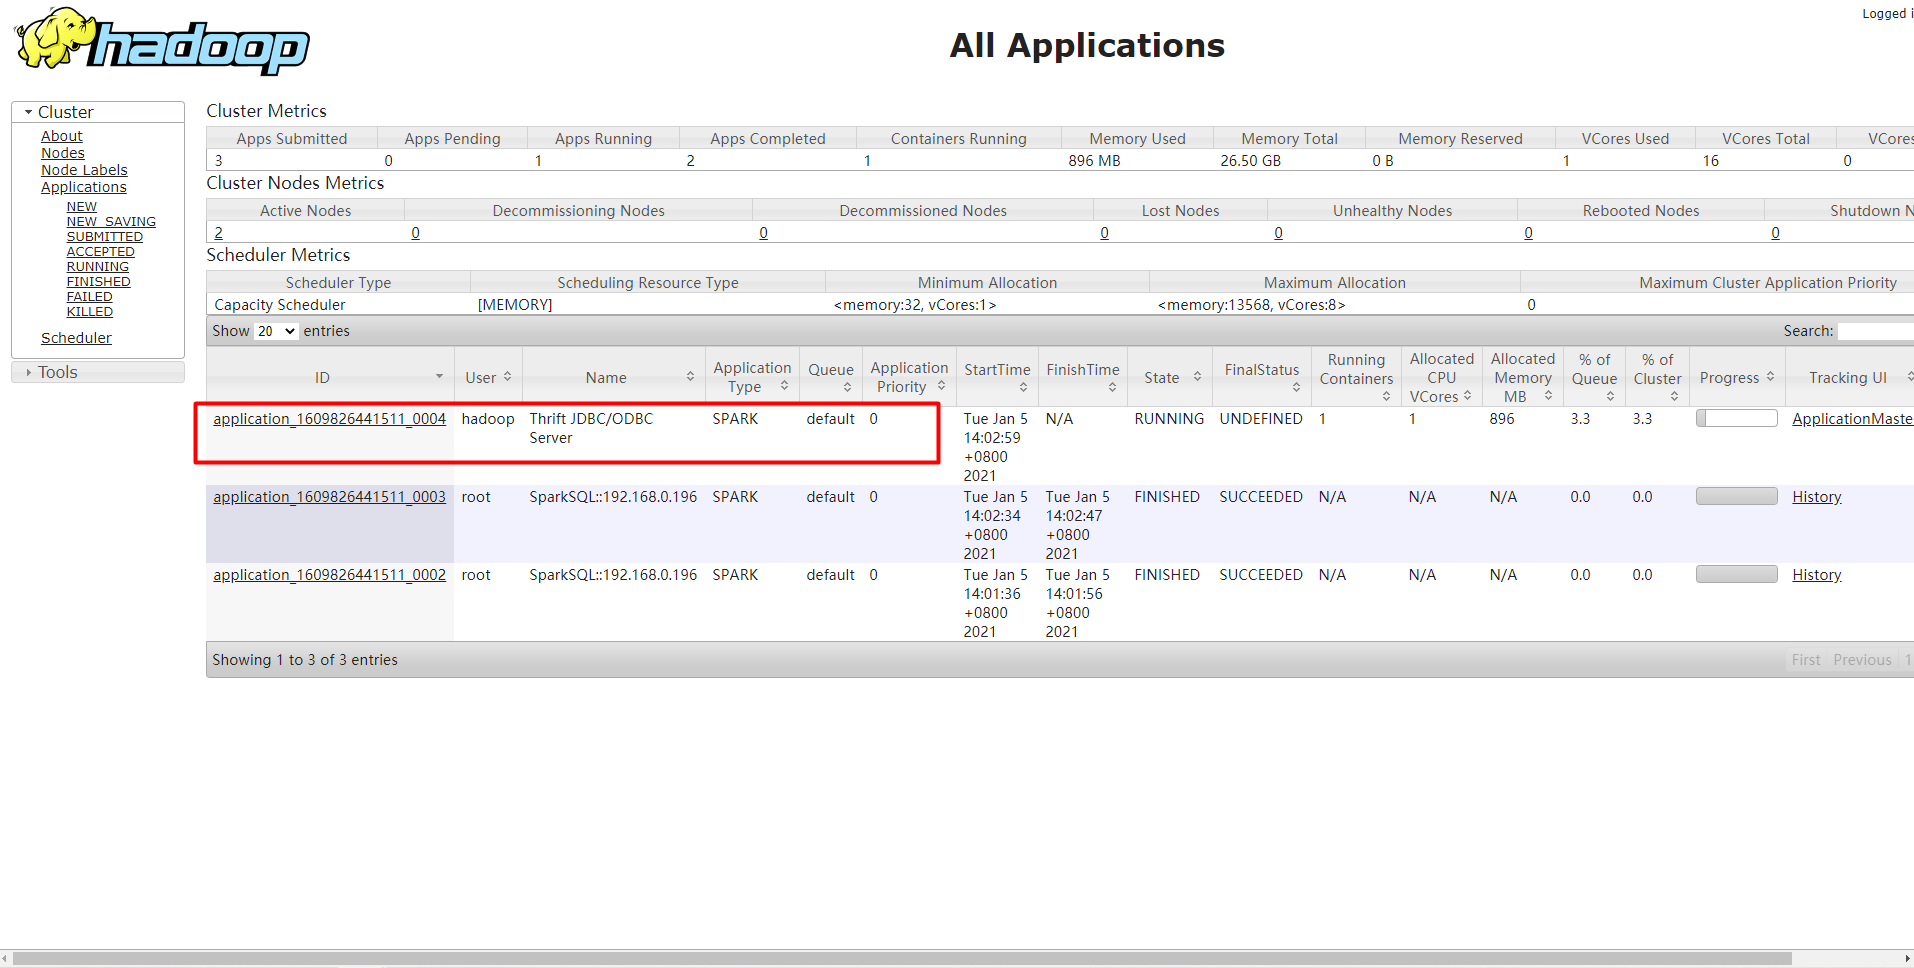 hadoop
Logged i
All Applications
Cluster
About
Nodes
Node Labels
Applications
NEW
NEW_SAVING
SUBMITTED
ACCEPTED
RUNNING
FINISHED
FAILED
KILLED
Scheduler
Tools
Cluster Metrics
Apps Submitted Apps Pending Apps Running Apps Completed Containers Running Memory Used Memory Total Memory Reserved VCores Used VCores Total VCores
3 0 1 2 1 896 MB 26.50 GB 0 B 1 16 0
Cluster Nodes Metrics
Active Nodes Decommissioning Nodes Decommissioned Nodes Lost Nodes Unhealthy Nodes Rebooted Nodes Shutdown N
2 0 0 0 0 0 0
Scheduler Metrics
Scheduler Type Scheduling Resource Type Minimum Allocation Maximum Allocation Maximum Cluster Application Priority
Capacity Scheduler [MEMORY] <memory:32, vCores:1> <memory:13568, vCores:8> 0
Show 20 entries Search:
ID User Name Application Type Queue Application Priority StartTime FinishTime State FinalStatus Running Containers Allocated CPU VCores Allocated Memory MB % of Queue % of Cluster Progress Tracking UI
application_1609826441511_0004 hadoop Thrift JDBC/ODBC Server SPARK default 0 Tue Jan 5 14:02:59 +0800 2021 N/A RUNNING UNDEFINED 1 1 896 3.3 3.3 ApplicationMaste
application_1609826441511_0003 root SparkSQL::192.168.0.196 SPARK default 0 Tue Jan 5 14:02:34 +0800 2021 Tue Jan 5 14:02:47 +0800 2021 FINISHED SUCCEEDED N/A N/A N/A 0.0 0.0 History
application_1609826441511_0002 root SparkSQL::192.168.0.196 SPARK default 0 Tue Jan 5 14:01:36 +0800 2021 Tue Jan 5 14:01:56 +0800 2021 FINISHED SUCCEEDED N/A N/A N/A 0.0 0.0 History
Showing 1 to 3 of 3 entries First Previous 1